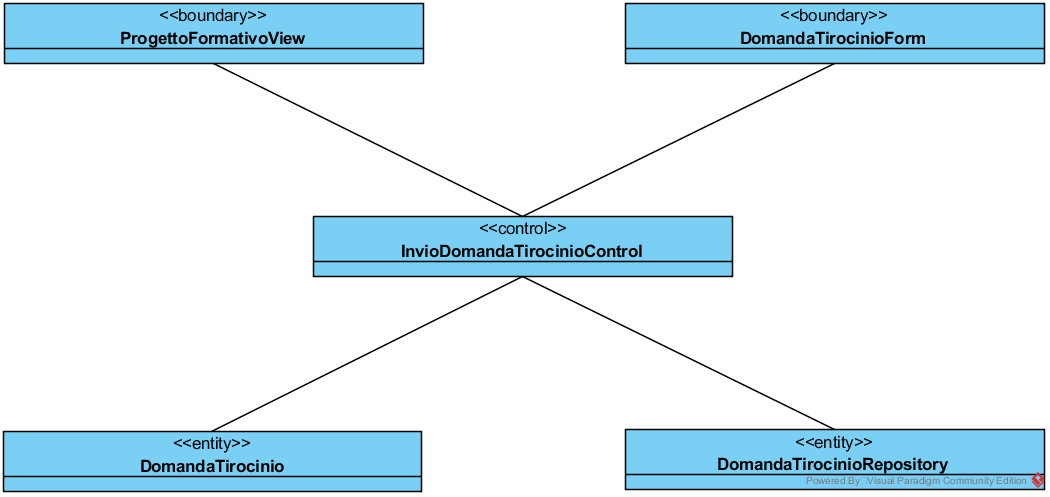 <<boundary>>
ProgettoFormativoView
<<boundary>>
DomandaTirocinioForm
<<control>>
InvioDomandaTirocinioControl
<<entity>>
DomandaTirocinio
<<entity>>
DomandaTirocinioRepository
Powered By Visual Paradigm Community Edition